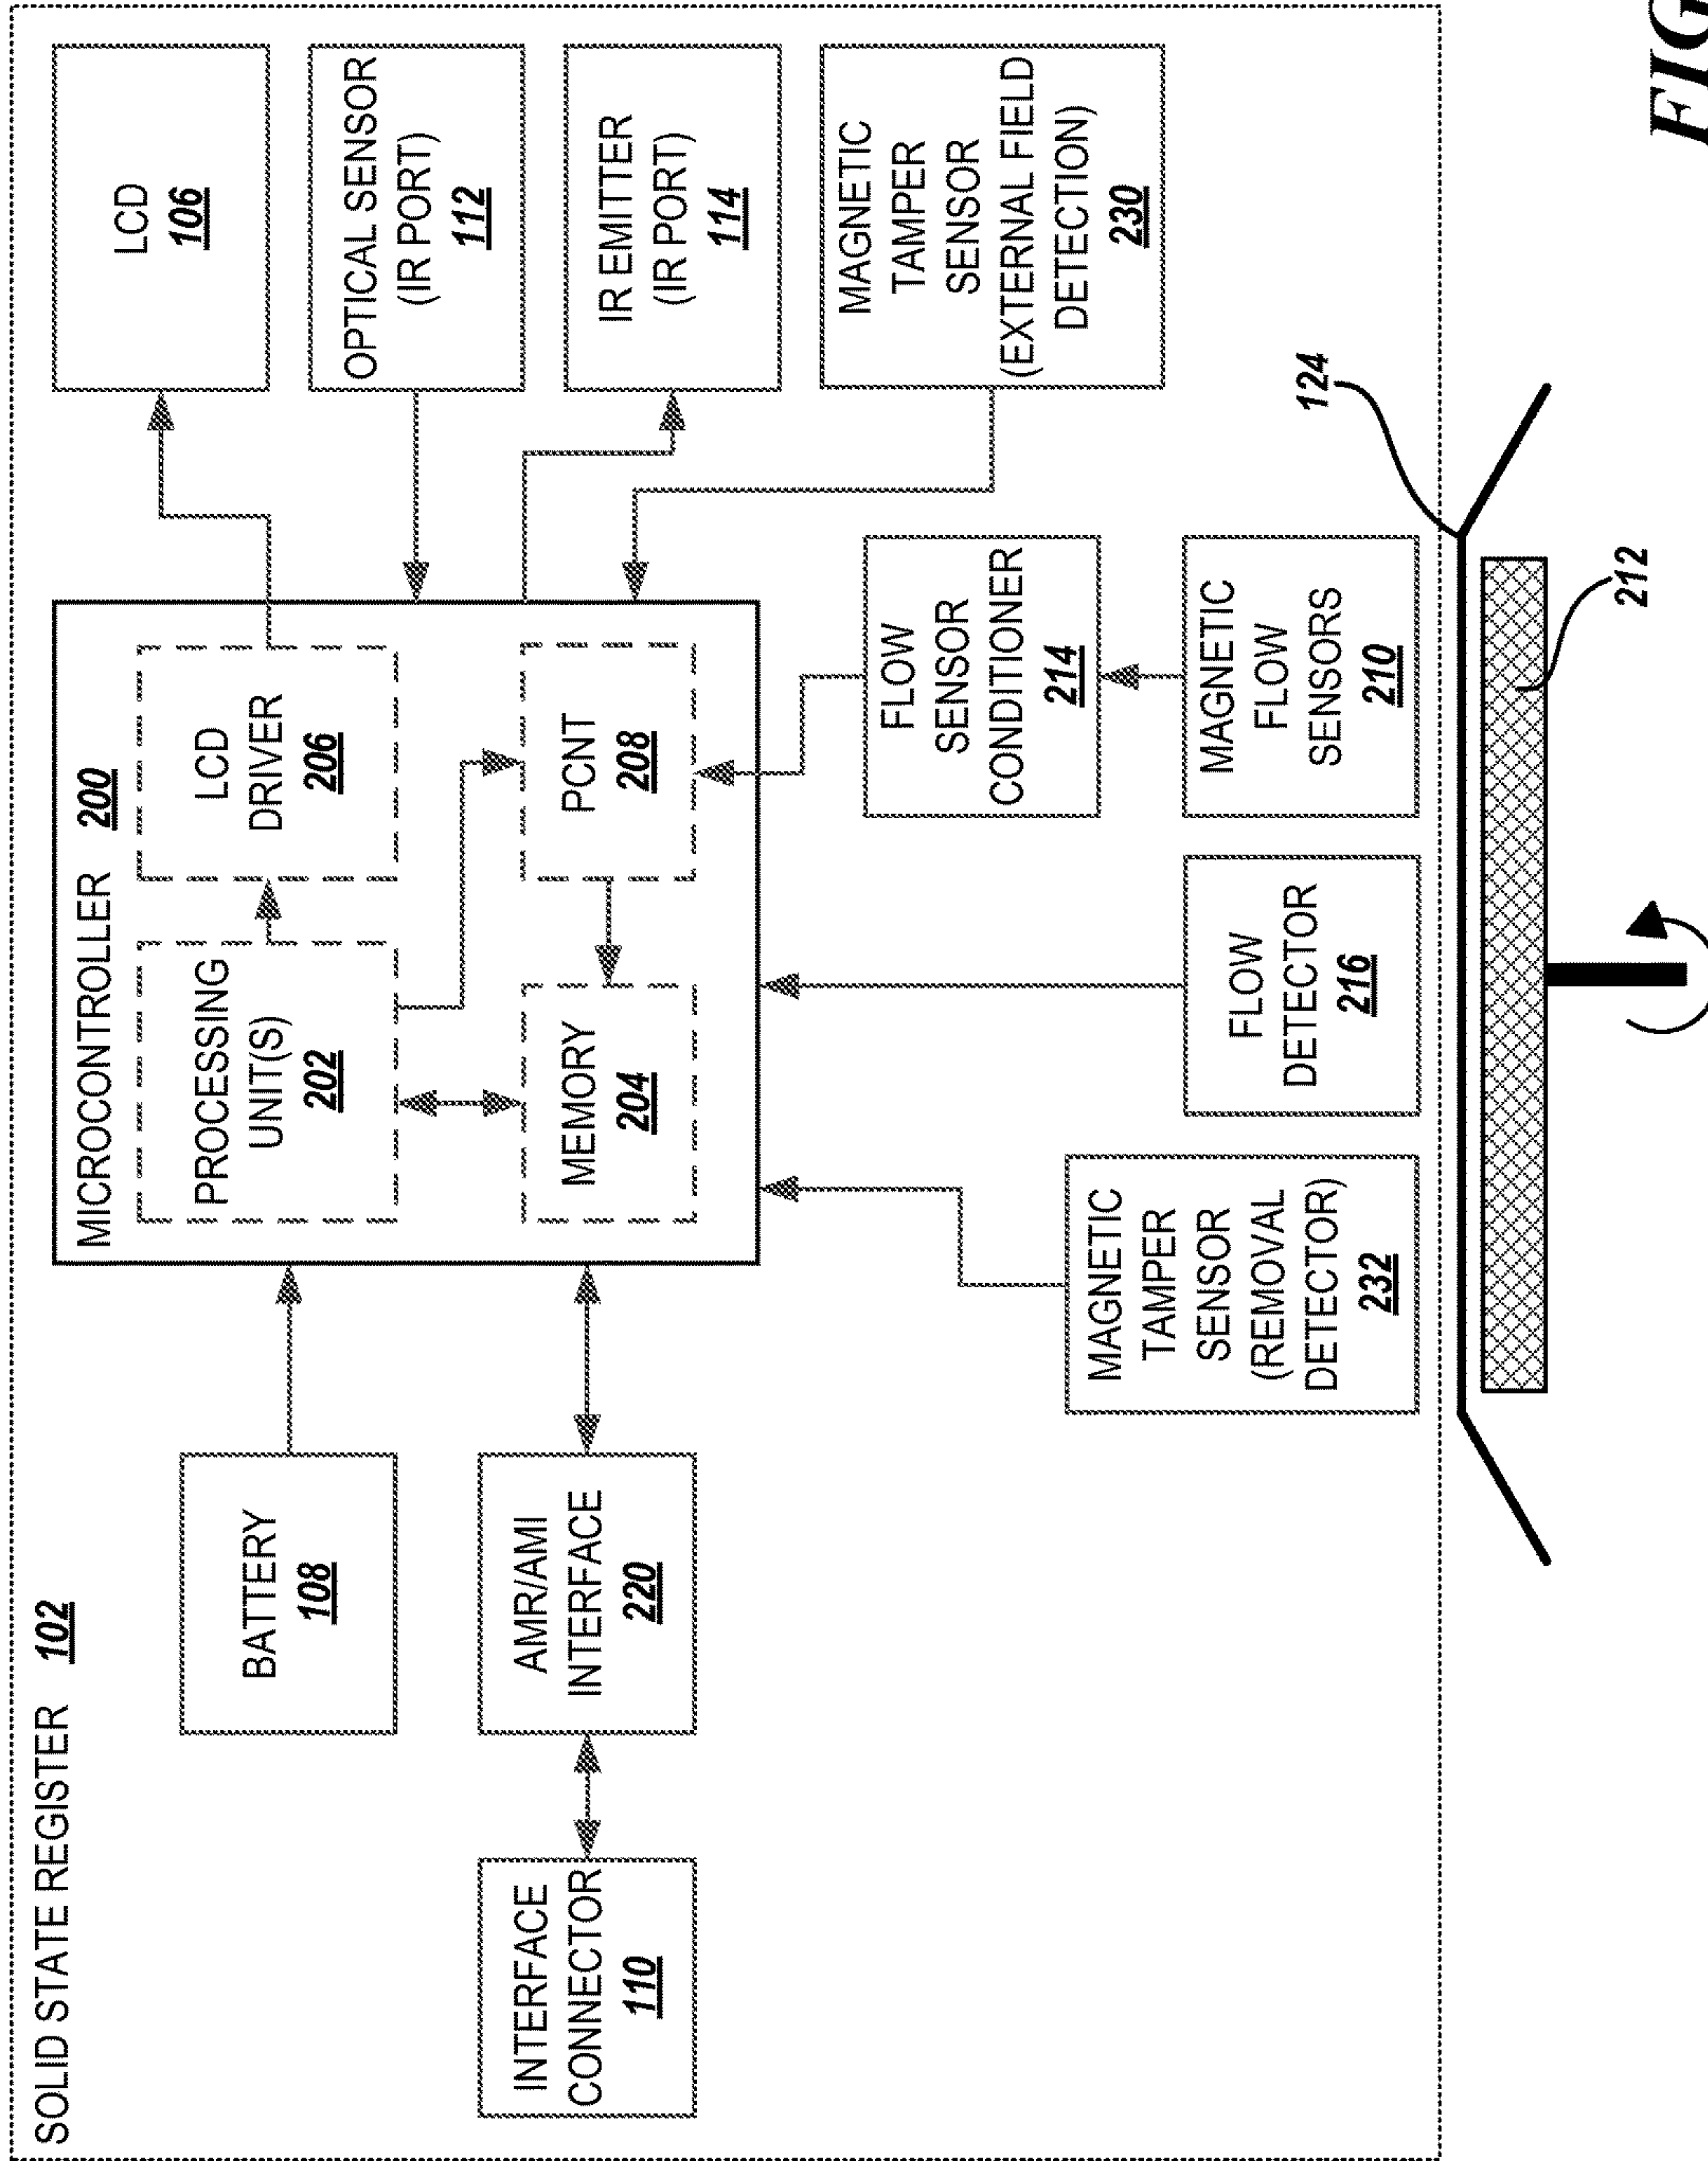 SOLID STATE REGISTER 102
BATTERY
108
INTERFACE
CONNECTOR
110
AMR/AMI
INTERFACE
220
MICROCONTROLLER 200
PROCESSING
UNIT(S)
202
LCD
DRIVER
206
MEMORY
204
PCNT
208
LCD
106
OPTICAL SENSOR
(IR PORT)
112
IR EMITTER
(IR PORT)
114
MAGNETIC
TAMPER
SENSOR
(EXTERNAL FIELD
DETECTION)
230
MAGNETIC
TAMPER
SENSOR
(REMOVAL
DETECTOR)
232
FLOW
DETECTOR
216
FLOW
SENSOR
CONDITIONER
214
MAGNETIC
FLOW
SENSORS
210
124
212
FIG